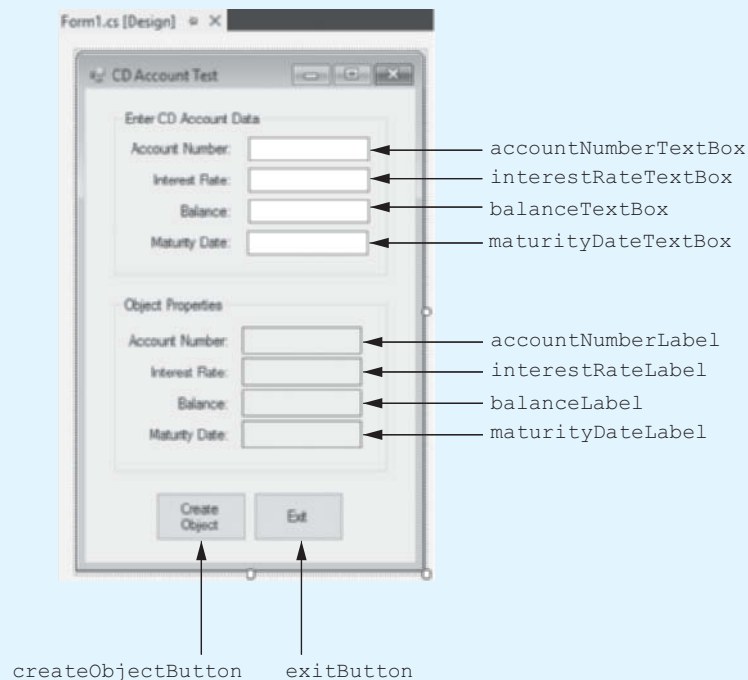 Form1.cs [Design]
CD Account Test
Enter CD Account Data
Account Number: accountNumberTextBox
Interest Rate: interestRateTextBox
Balance: balanceTextBox
Maturity Date: maturityDateTextBox
Object Properties
Account Number: accountNumberLabel
Interest Rate: interestRateLabel
Balance: balanceLabel
Maturity Date: maturityDateLabel
Create
Object
Exit
createObjectButton exitButton